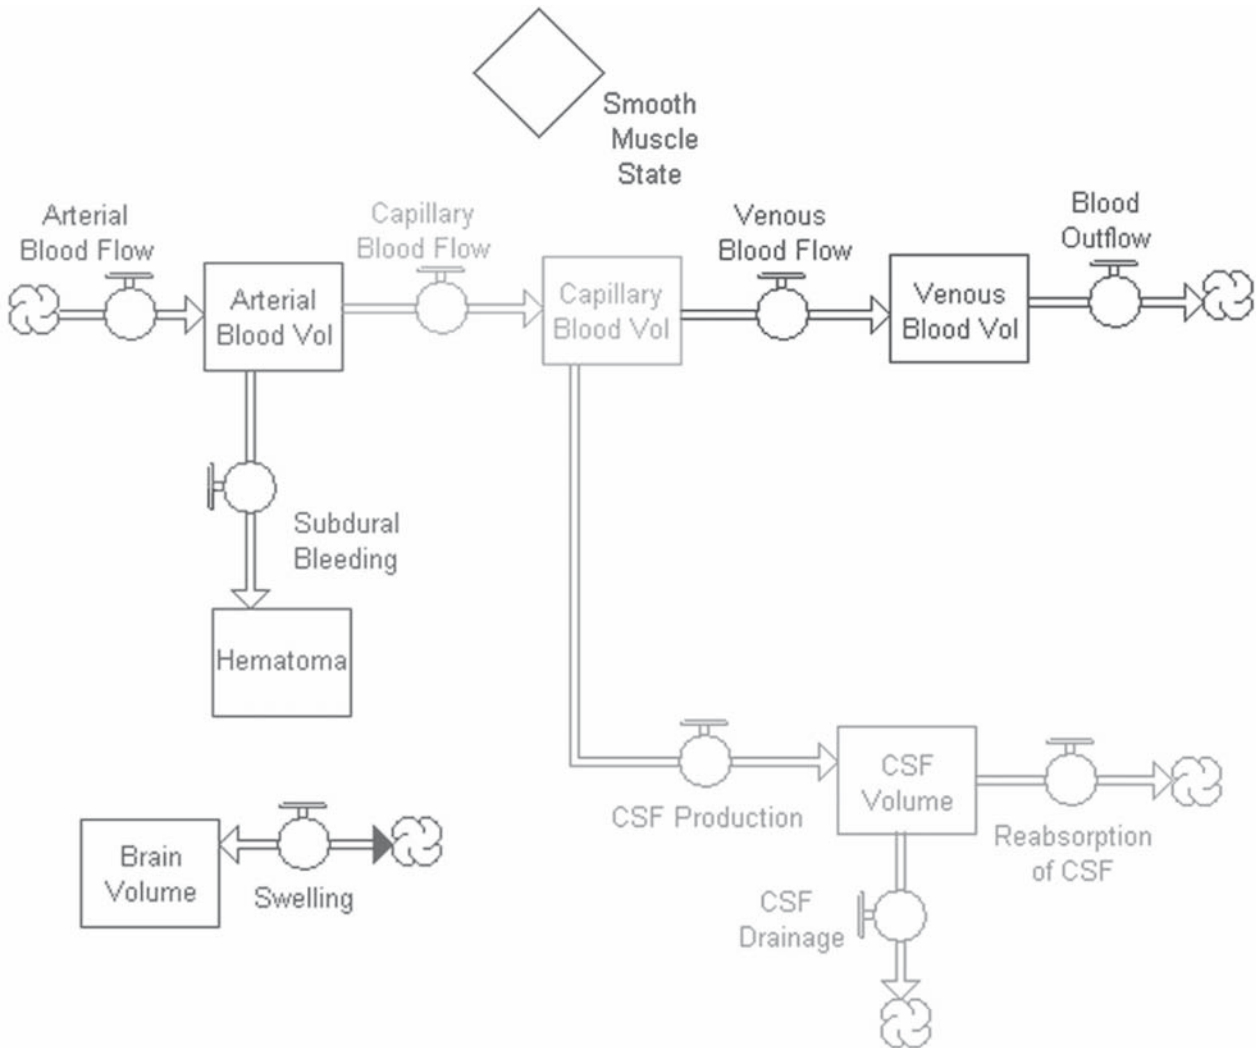 Smooth
Muscle
State
Arterial
Blood Flow
Capillary
Blood Flow
Venous
Blood Flow
Blood
Outflow
Arterial
Blood Vol
Capillary
Blood Vol
Venous
Blood Vol
Subdural
Bleeding
Hematoma
CSF
Volume
CSF Production
Reabsorption
of CSF
Brain
Volume
Swelling
CSF
Drainage